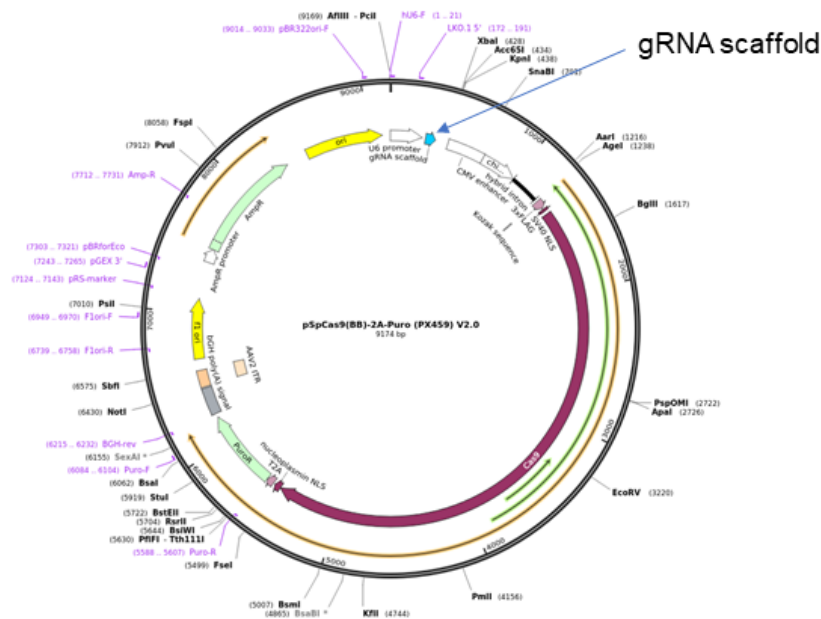 gRNA scaffold
(9169) AflIII - PciI
(9014 .. 9033) pBR322ori-F
hU6-F (1 .. 21)
LKO.1 5' (172 .. 191)
XbaI (428)
Acc65I (434)
KpnI (438)
SnaBI (701)
AarI (1216)
AgeI (1238)
BglII (1617)
PspOMI (2722)
ApaI (2726)
EcoRV (3220)
PmlI (4156)
KflI (4744)
(4865) BsaBI *
(5007) BsmI
(5499) FseI
(5588 .. 5607) Puro-R
(5630) PflFI - Tth111I
(5644) BsiWI
(5704) RsrII
(5722) BstEII
(5919) StuI
(6062) BsaI
(6084 .. 6104) Puro-F
(6155) SexAI *
(6215 .. 6232) BGH-rev
(6430) NotI
(6575) SbfI
(6739 .. 6758) F1ori-R
(6949 .. 6970) F1ori-F
(7010) PsiI
(7124 .. 7143) pRS-marker
(7243 .. 7265) pGEX 3'
(7303 .. 7321) pBRforEco
(7712 .. 7731) Amp-R
(7912) PvuI
(8058) FspI
1000
2000
3000
4000
5000
6000
7000
8000
9000
ori
U6 promoter
gRNA scaffold
CMV enhancer
chi...
hybrid intron
3xFLAG
SV40 NLS
Kozak sequence
Cas9
nucleoplasmin NLS
T2A
PuroR
bGH poly(A) signal
AAV2 ITR
f1 ori
AmpR promoter
AmpR
pSpCas9(BB)-2A-Puro (PX459) V2.0
9174 bp